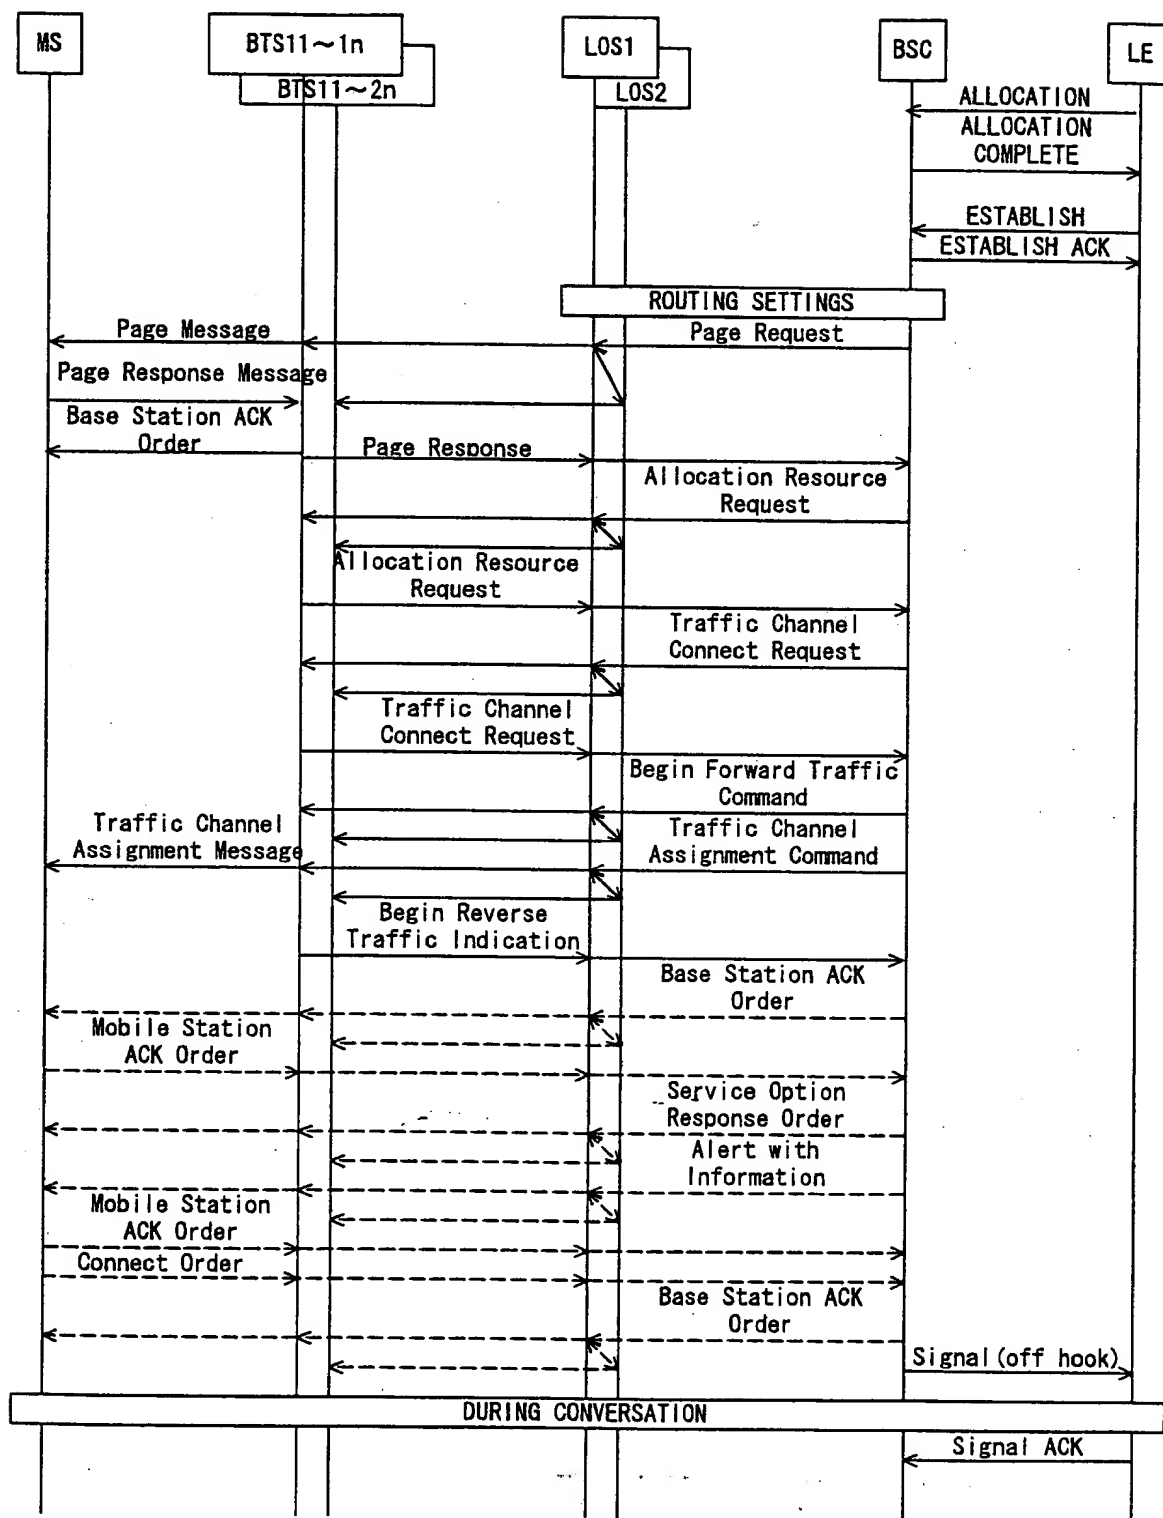 MS
BTS11~1n
BTS11~2n
LOS1
LOS2
BSC
LE
ALLOCATION
ALLOCATION
COMPLETE
ESTABLISH
ESTABLISH ACK
ROUTING SETTINGS
Page Message
Page Request
Page Response Message
Base Station ACK
Order
Page Response
Allocation Resource
Request
Allocation Resource
Request
Traffic Channel
Connect Request
Traffic Channel
Connect Request
Begin Forward Traffic
Command
Traffic Channel
Assignment Message
Traffic Channel
Assignment Command
Begin Reverse
Traffic Indication
Base Station ACK
Order
Mobile Station
ACK Order
Service Option
Response Order
Alert with
Information
Mobile Station
ACK Order
Connect Order
Base Station ACK
Order
Signal(off hook)
DURING CONVERSATION
Signal ACK